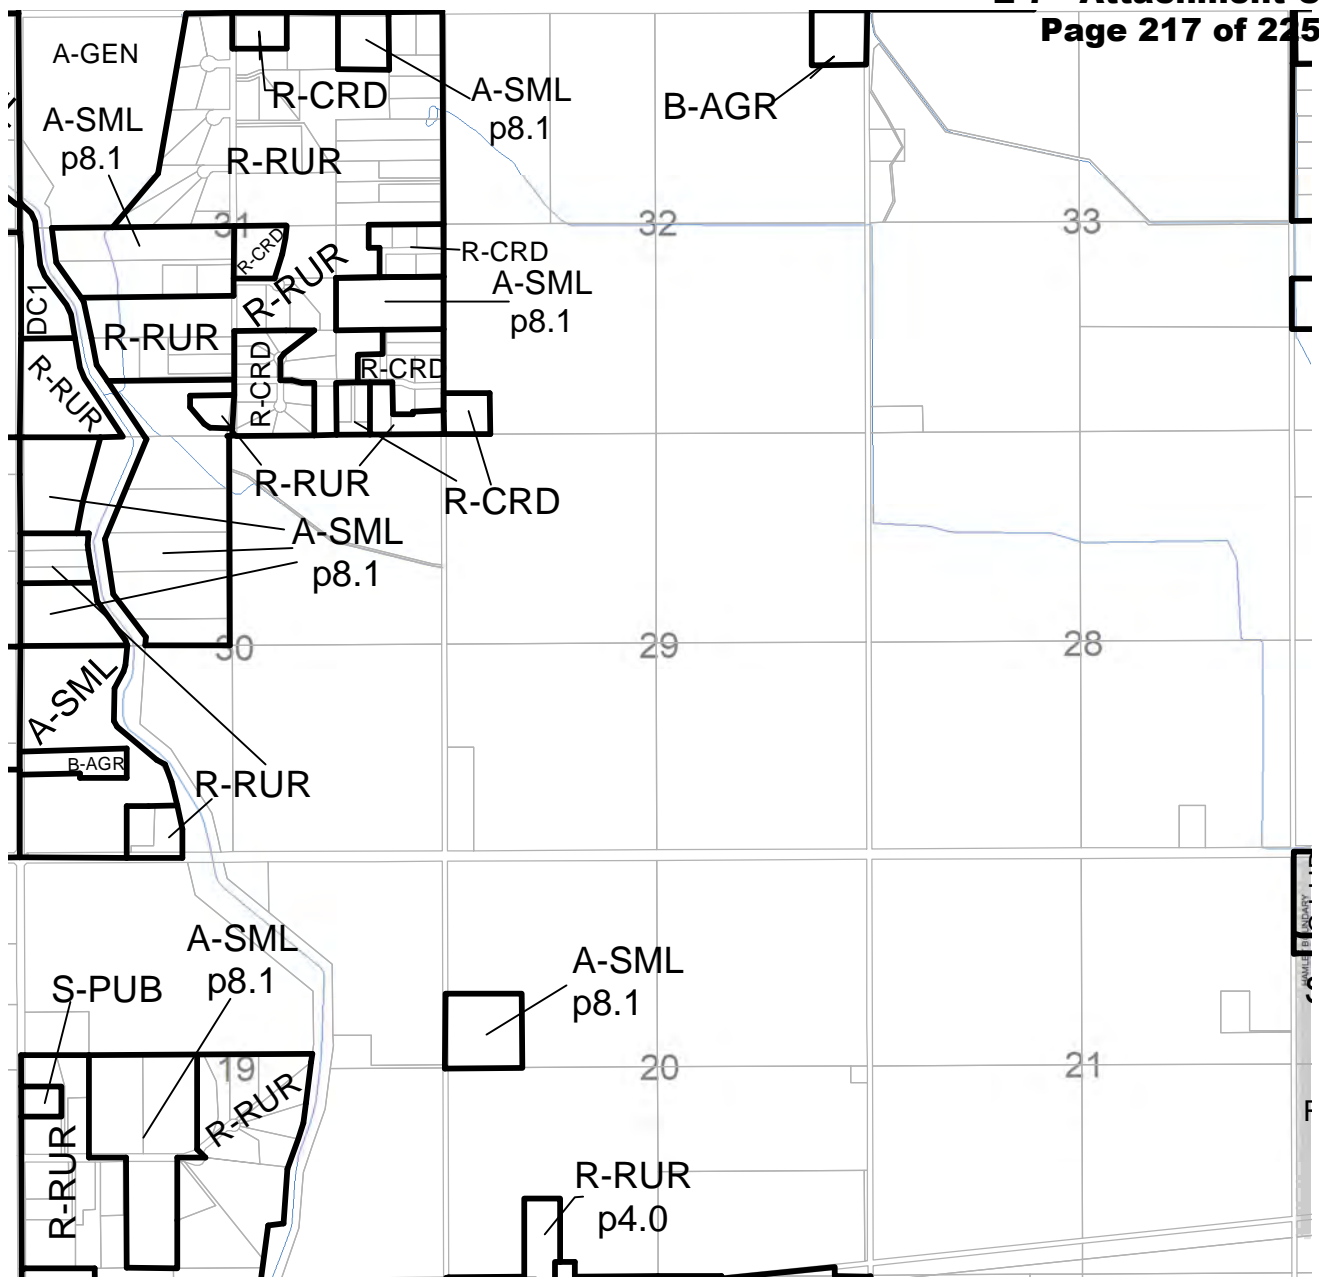 Page 217 of 225
A-GEN
A-SML
p8.1
R-CRD
A-SML
p8.1
B-AGR
R-RUR
31
32
33
R-CRD
R-RUR
R-CRD
A-SML
p8.1
DC1
R-RUR
R-RUR
R-CRD
R-CRD
R-RUR
R-CRD
A-SML
p8.1
30
29
28
A-SML
B-AGR
R-RUR
A-SML
p8.1
S-PUB
A-SML
p8.1
19
20
21
R-RUR
R-RUR
R-RUR
p4.0